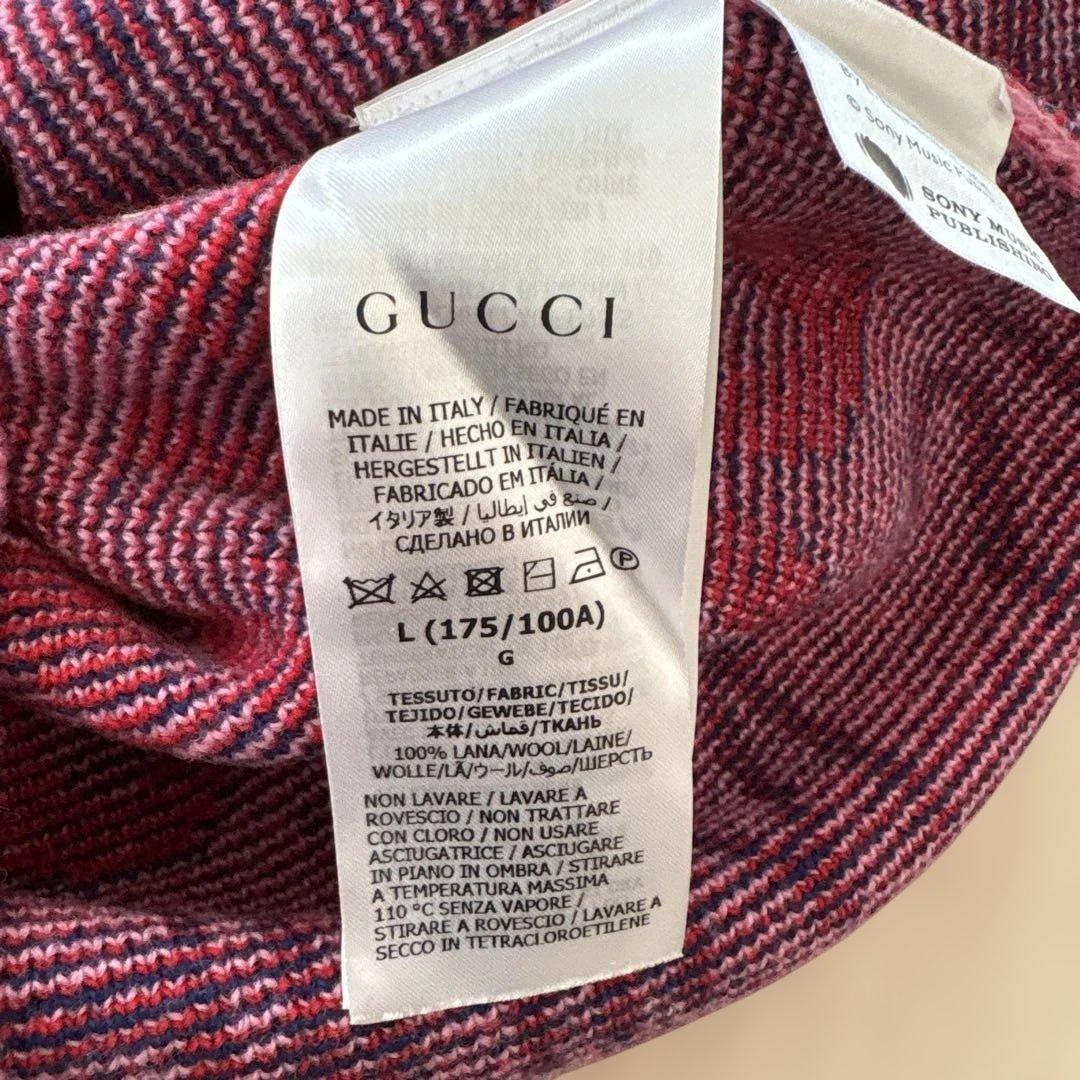 GUCCI
MADE IN ITALY / FABRIQUÉ EN
ITALIE / HECHO EN ITALIA /
HERGESTELLT IN ITALIEN /
FABRICADO EM ITÁLIA /
イタリア製 / صنع في إيطاليا /
СДЕЛАНО В ИТАЛИИ
P
L (175/100A)
G
TESSUTO/FABRIC/TISSU/
TEJIDO/GEWEBE/TECIDO/
本体/قماش/ТКАНЬ
100% LANA/WOOL/LAINE/
WOLLE/LÃ/ウール/صوف/ШЕРСТЬ
NON LAVARE / LAVARE A
ROVESCIO / NON TRATTARE
CON CLORO / NON USARE
ASCIUGATRICE / ASCIUGARE
IN PIANO IN OMBRA / STIRARE
A TEMPERATURA MASSIMA
110 °C SENZA VAPORE /
STIRARE A ROVESCIO / LAVARE A
SECCO IN TETRACLOROETILENE
© Sony Music
SONY MUSIC
PUBLISHING